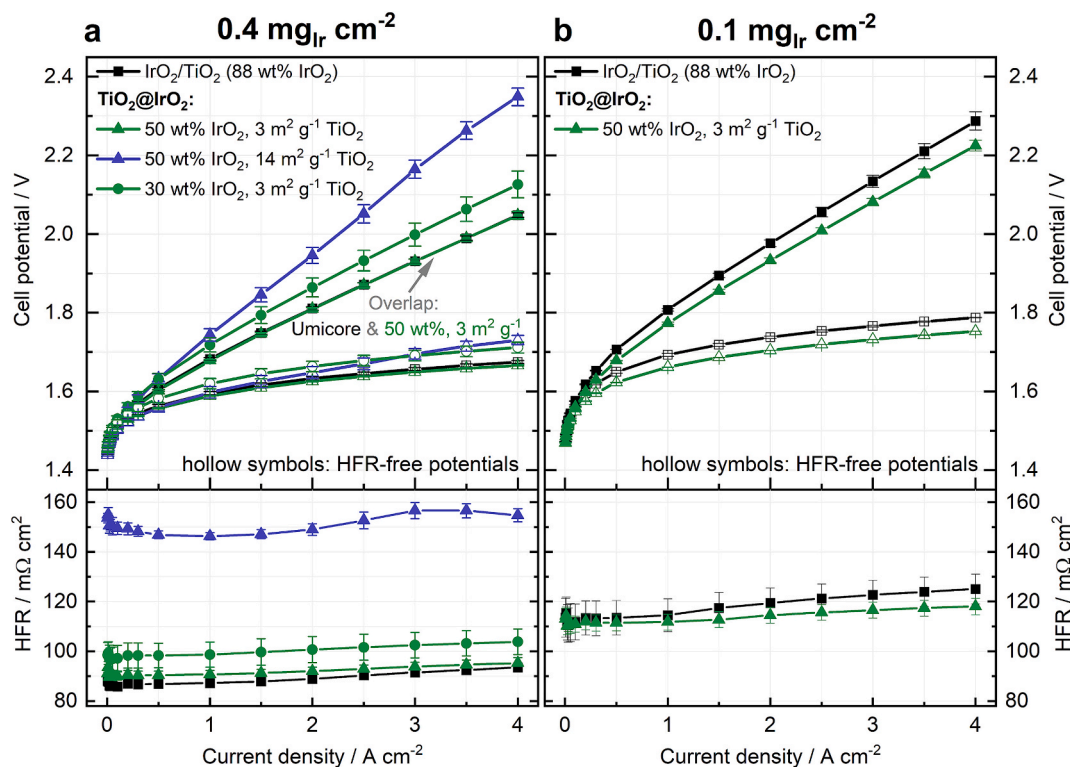 a 0.4 mg_Ir cm⁻²
IrO₂/TiO₂ (88 wt% IrO₂)
TiO₂@IrO₂:
50 wt% IrO₂, 3 m² g⁻¹ TiO₂
50 wt% IrO₂, 14 m² g⁻¹ TiO₂
30 wt% IrO₂, 3 m² g⁻¹ TiO₂
Overlap:
Umicore & 50 wt%, 3 m² g⁻¹
hollow symbols: HFR-free potentials
Cell potential / V
2.4
2.2
2.0
1.8
1.6
1.4
HFR / mΩ cm²
160
140
120
100
80
0
1
2
3
4
Current density / A cm⁻²
b 0.1 mg_Ir cm⁻²
IrO₂/TiO₂ (88 wt% IrO₂)
TiO₂@IrO₂:
50 wt% IrO₂, 3 m² g⁻¹ TiO₂
hollow symbols: HFR-free potentials
2.4
2.2
2.0
1.8
1.6
1.4
Cell potential / V
160
140
120
100
80
HFR / mΩ cm²
0
1
2
3
4
Current density / A cm⁻²